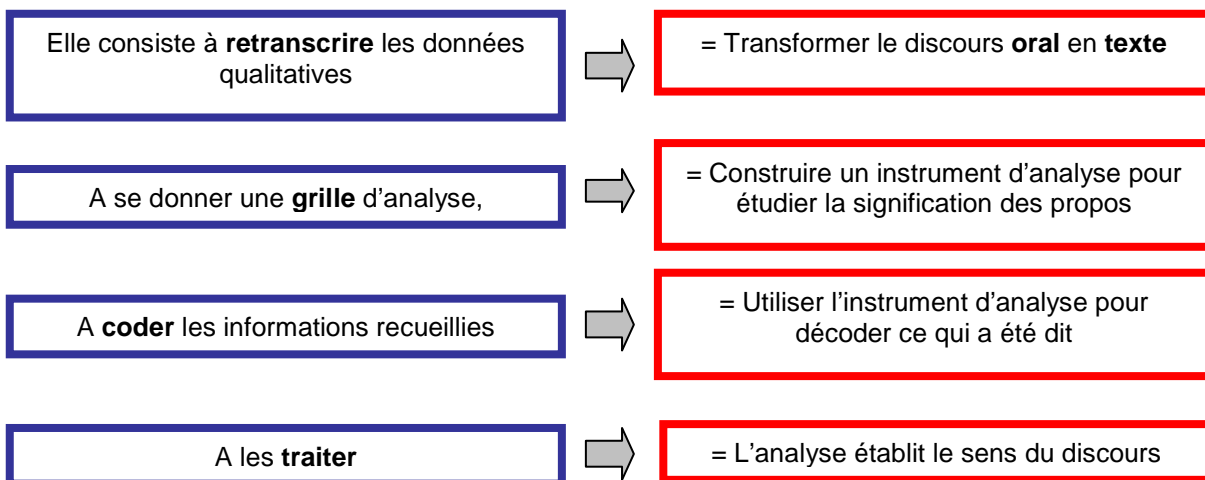 Elle consiste à retranscrire les données
qualitatives
= Transformer le discours oral en texte
A se donner une grille d’analyse,
= Construire un instrument d’analyse pour
étudier la signification des propos
A coder les informations recueillies
= Utiliser l’instrument d’analyse pour
décoder ce qui a été dit
A les traiter
= L’analyse établit le sens du discours